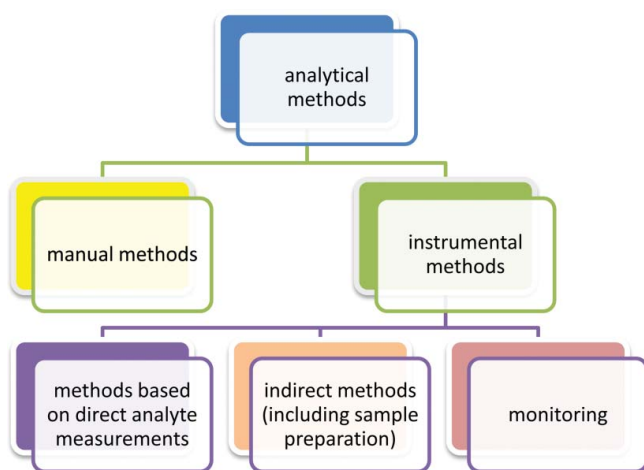 analytical
methods
manual methods
instrumental
methods
methods based
on direct analyte
measurements
indirect methods
(including sample
preparation)
monitoring